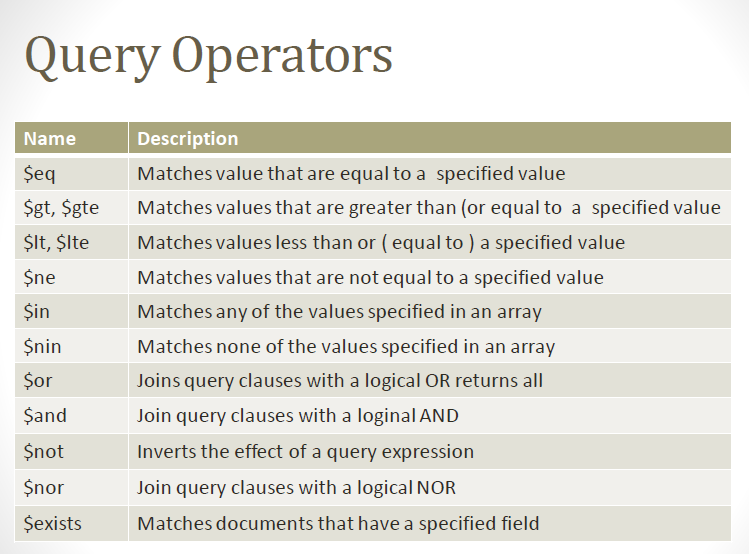 Query Operators
Name Description
$eq Matches value that are equal to a specified value
$gt, $gte Matches values that are greater than (or equal to a specified value
$lt, $lte Matches values less than or ( equal to ) a specified value
$ne Matches values that are not equal to a specified value
$in Matches any of the values specified in an array
$nin Matches none of the values specified in an array
$or Joins query clauses with a logical OR returns all
$and Join query clauses with a loginal AND
$not Inverts the effect of a query expression
$nor Join query clauses with a logical NOR
$exists Matches documents that have a specified field